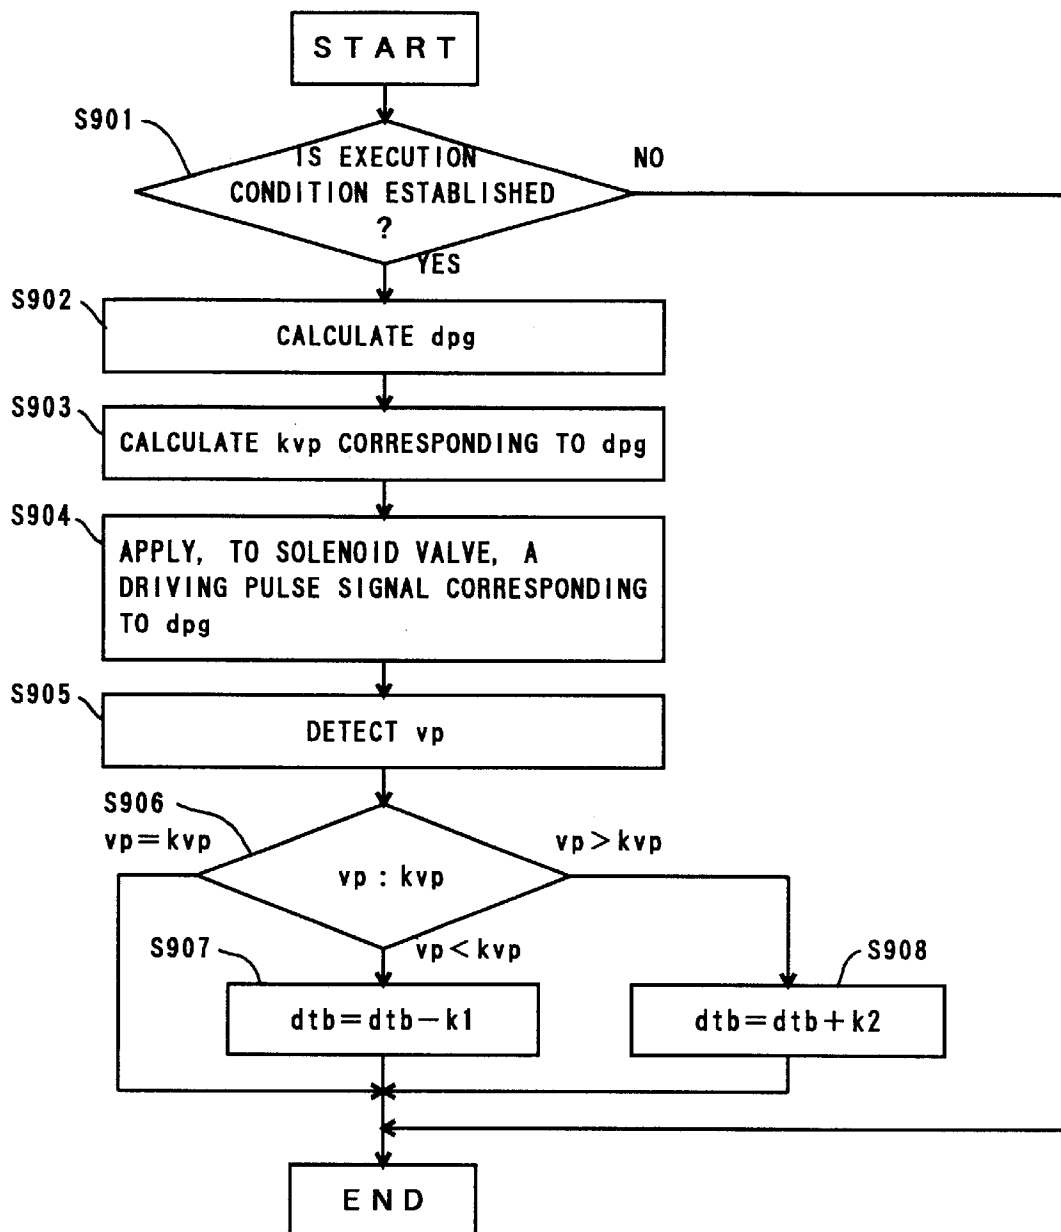 START
S901
IS EXECUTION
CONDITION ESTABLISHED
?
NO
YES
S902
CALCULATE dpg
S903
CALCULATE kvp CORRESPONDING TO dpg
S904
APPLY, TO SOLENOID VALVE, A
DRIVING PULSE SIGNAL CORRESPONDING
TO dpg
S905
DETECT vp
S906
vp=kvp
vp>kvp
vp : kvp
S907
vp<kvp
S908
dtb=dtb-k1
dtb=dtb+k2
END